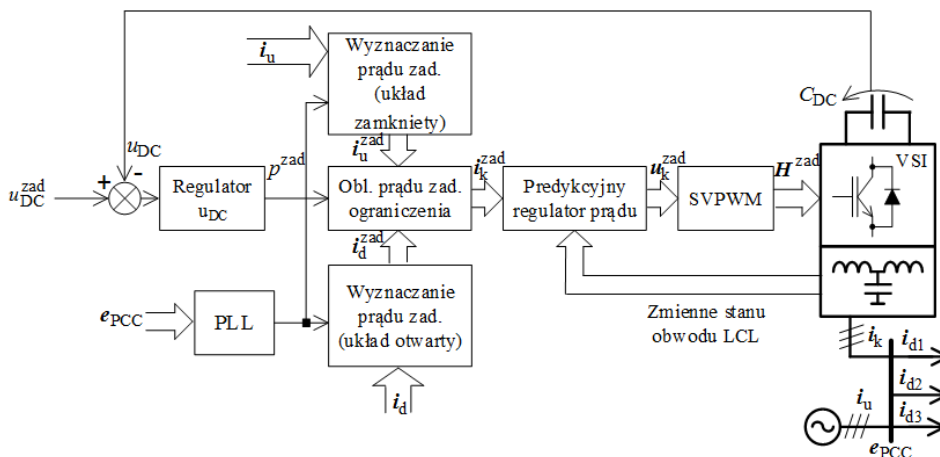 i_u
Wyznaczanie
prądu zad.
(układ
zamkniety)
C_DC
u_DC
i_u^zad
VSI
u_DC^zad
+
-
Regulator
u_DC
p^zad
Obl. prądu zad.
ograniczenia
i_k^zad
Predykcyjny
regulator prądu
u_k^zad
SVPWM
H^zad
i_d^zad
e_PCC
PLL
Wyznaczanie
prądu zad.
(układ otwarty)
Zmienne stanu
obwodu LCL
i_d
i_k
i_d1
i_d2
i_u
i_d3
e_PCC